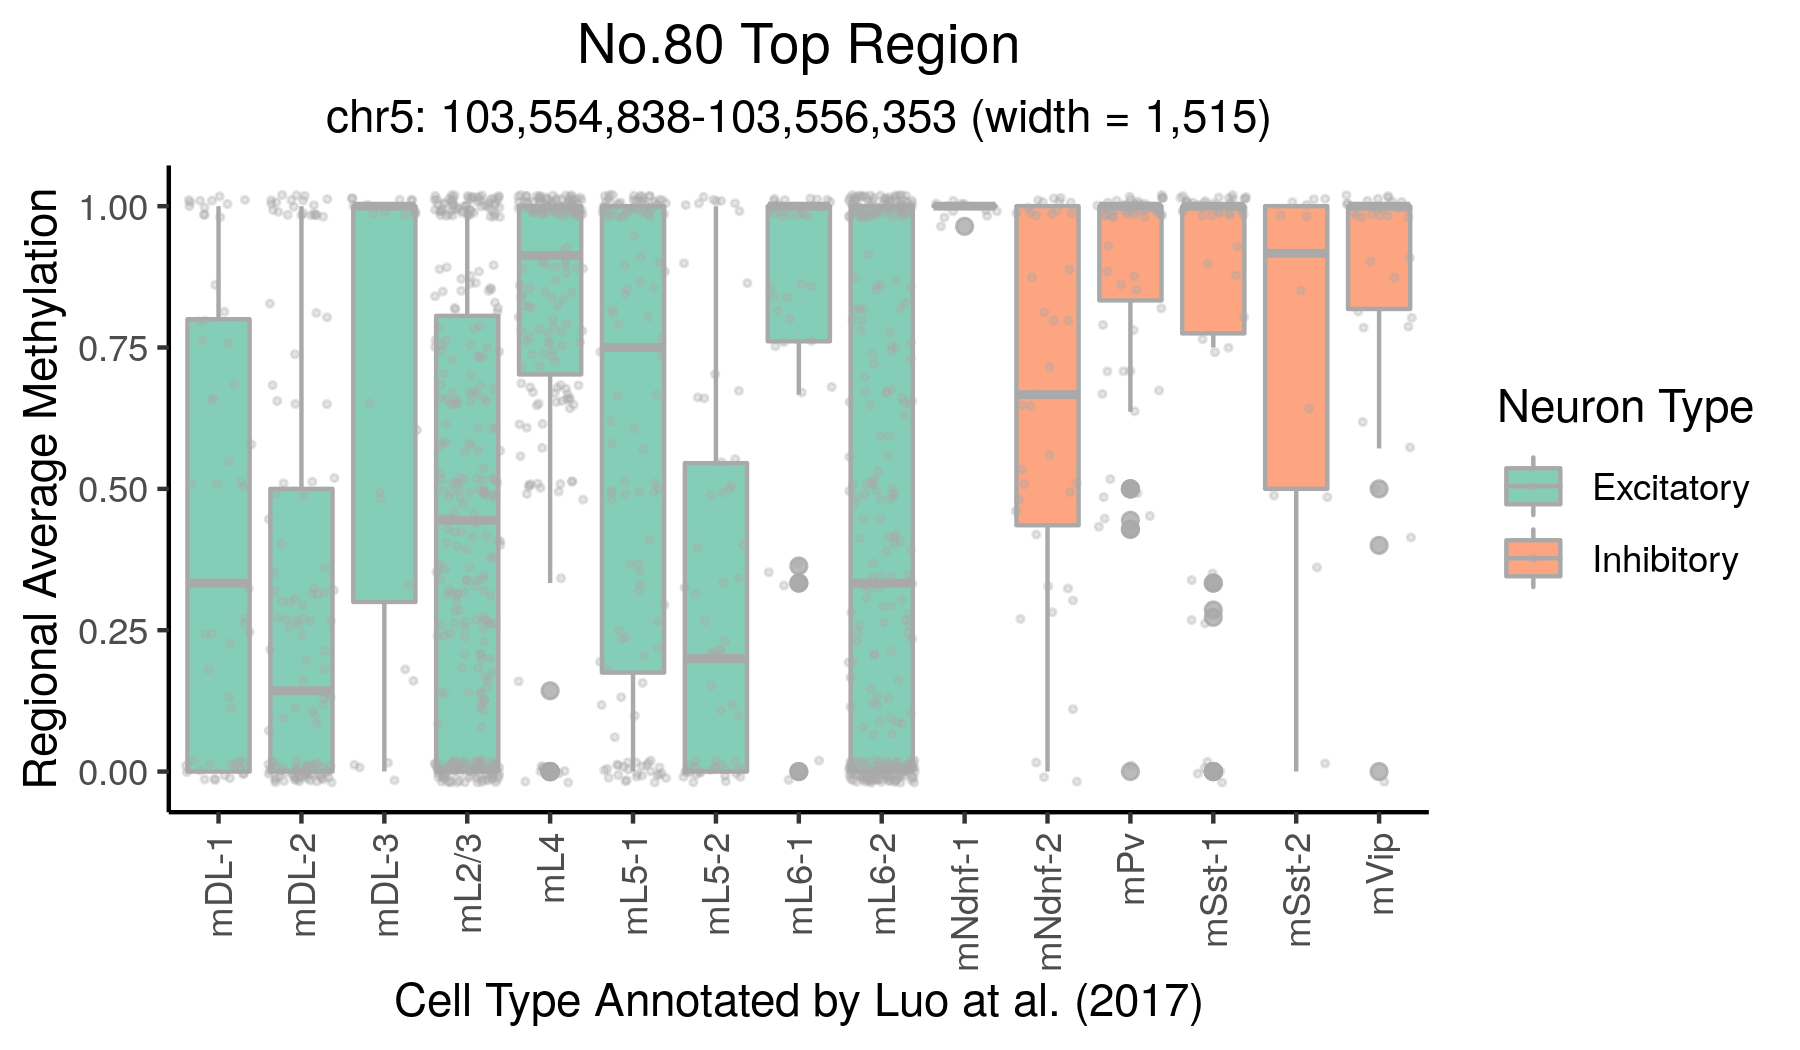 No.80 Top Region
chr5: 103,554,838-103,556,353 (width = 1,515)
Regional Average Methylation
1.00
0.75
0.50
0.25
0.00
mDL-1
mDL-2
mDL-3
mL2/3
mL4
mL5-1
mL5-2
mL6-1
mL6-2
mNdnf-1
mNdnf-2
mPv
mSst-1
mSst-2
mVip
Cell Type Annotated by Luo at al. (2017)
Neuron Type
Excitatory
Inhibitory